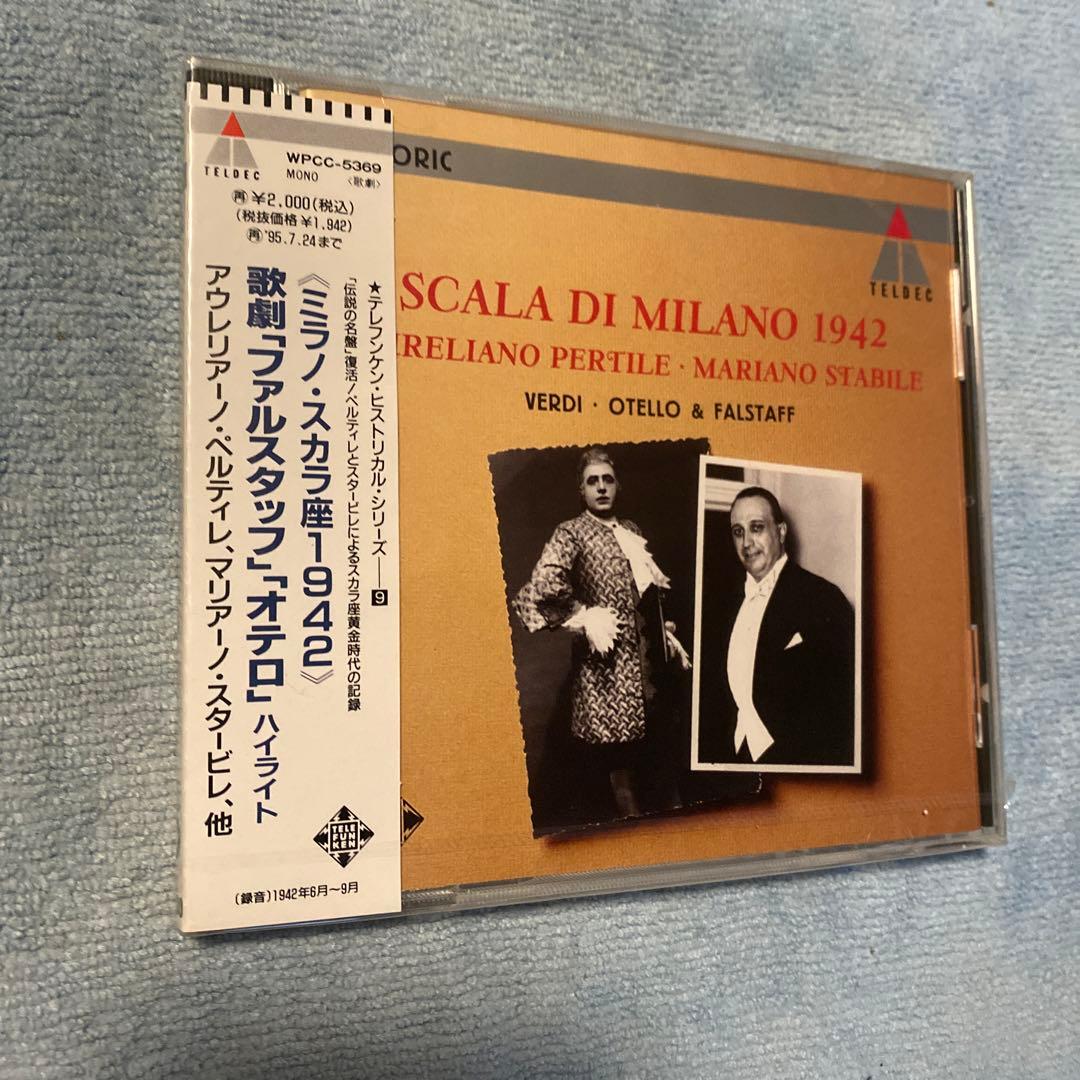 TELDEC
WPCC-5369
MONO 〈歌劇〉
再 ¥2,000(税込)
(税抜価格¥1,942)
再 '95.7.24まで
★テレフンケン・ヒストリカル・シリーズ──9
「伝説の名盤」復活!ペルティレとスタービレによるスカラ座黄金時代の記録
《ミラノ・スカラ座1942》
歌劇「ファルスタッフ」「オテロ」ハイライト
アウレリアーノ・ペルティレ、マリアーノ・スタービレ、他
TELE
FUN
KEN
(録音)1942年6月〜9月
ORIC
TELDEC
SCALA DI MILANO 1942
IRELIANO PERTILE · MARIANO STABILE
VERDI · OTELLO & FALSTAFF